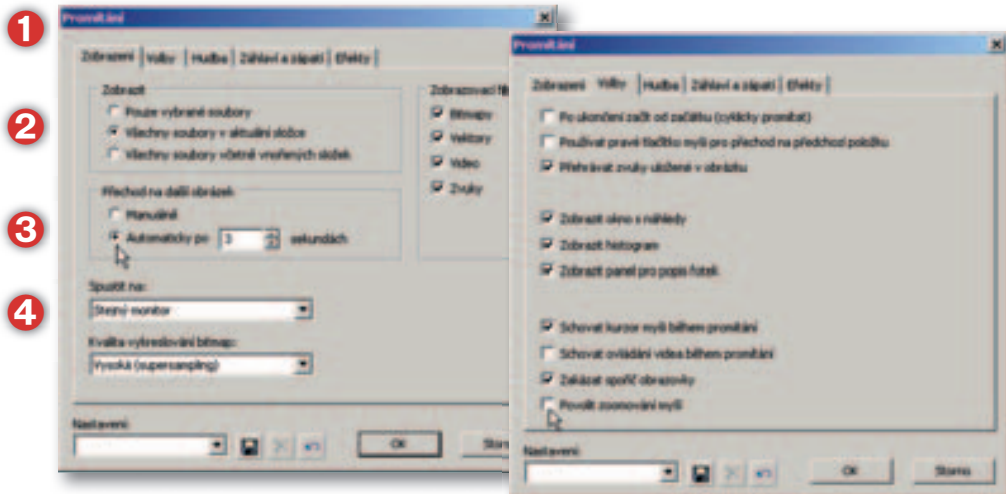 1
Promítání
Zobrazení Volby Hudba Záhlaví a zápatí Efekty
Zobrazit
Pouze vybrané soubory
2
Všechny soubory v aktuální složce
Všechny soubory včetně vnořených složek
Přechod na další obrázek
Manuálně
3
Automaticky po 3 sekundách
4
Spustit na:
Stejný monitor
Kvalita vykreslování bitmap:
Vysoká (supersampling)
Nastavení:
OK
Zobrazovací
Bitmapy
Vektory
Video
Zvuky
Promítání
Zobrazení Volby Hudba Záhlaví a zápatí Efekty
Po ukončení začít od začátku (cyklicky promítat)
Používat pravé tlačítko myši pro přechod na předchozí položku
Přehrávat zvuky uložené v obrázku
Zobrazit okno s náhledy
Zobrazit histogram
Zobrazit panel pro popis fotek
Schovat kurzor myši během promítání
Schovat ovládání videa během promítání
Zakázat spořič obrazovky
Povolit zoomování myší
Nastavení:
OK Storno